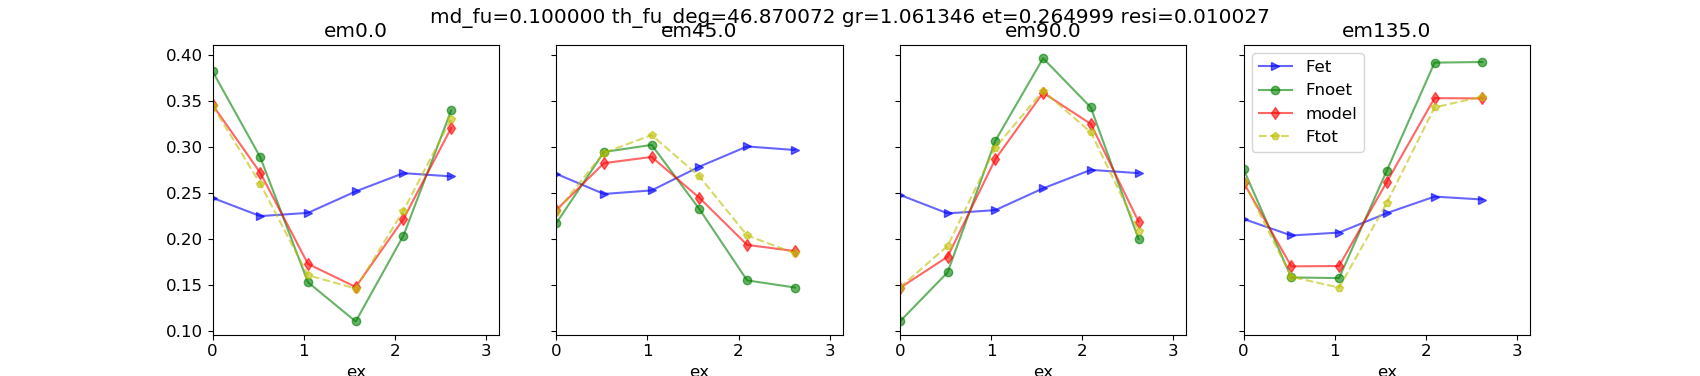 md_fu=0.100000 th_fu_deg=46.870072 gr=1.061346 et=0.264999 resi=0.010027
em0.0 em45.0 em90.0 em135.0
0.40
0.35
0.30
0.25
0.20
0.15
0.10
Fet
Fnoet
model
Ftot
0 1 2 3 0 1 2 3 0 1 2 3 0 1 2 3
ex ex ex ex